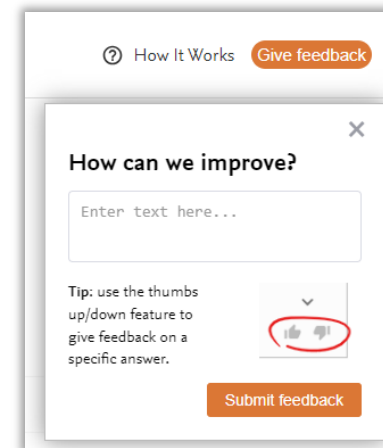 How It Works Give feedback
How can we improve?
Enter text here...
Tip: use the thumbs
up/down feature to
give feedback on a
specific answer.
Submit feedback